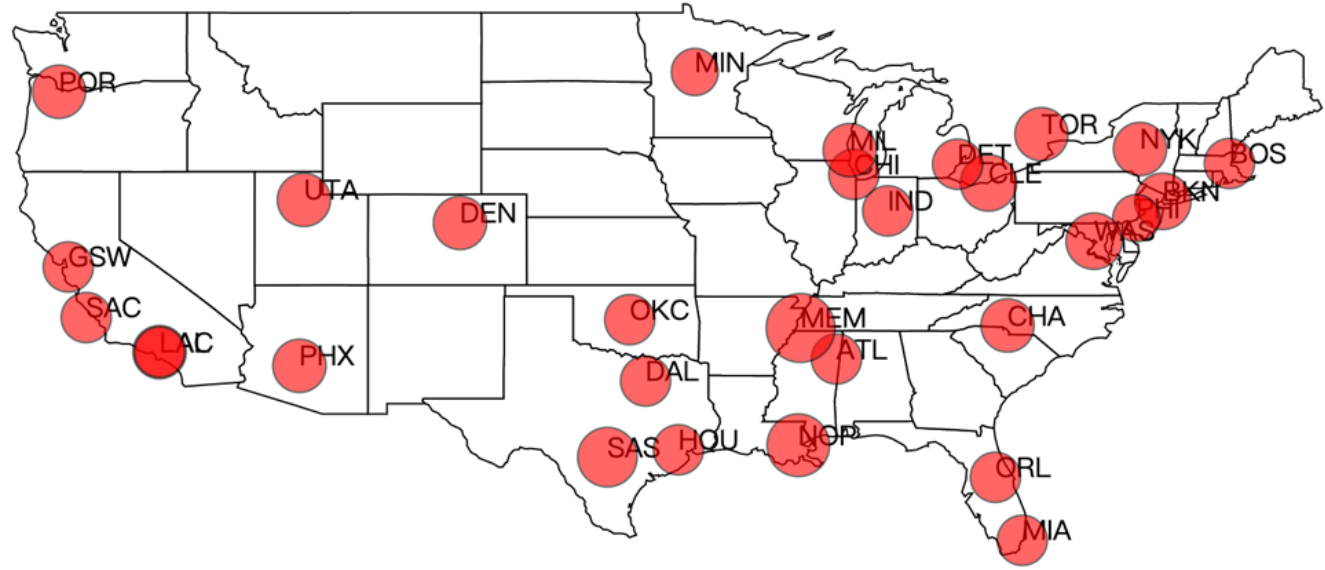 MIN
POR
TOR
NYK
MIL
DET
BOS
CHI
CLE
UTA
BKN
IND
DEN
PHI
WAS
GSW
SAC
OKC
MEM
CHA
LAC
PHX
ATL
DAL
NOP
HOU
SAS
ORL
MIA